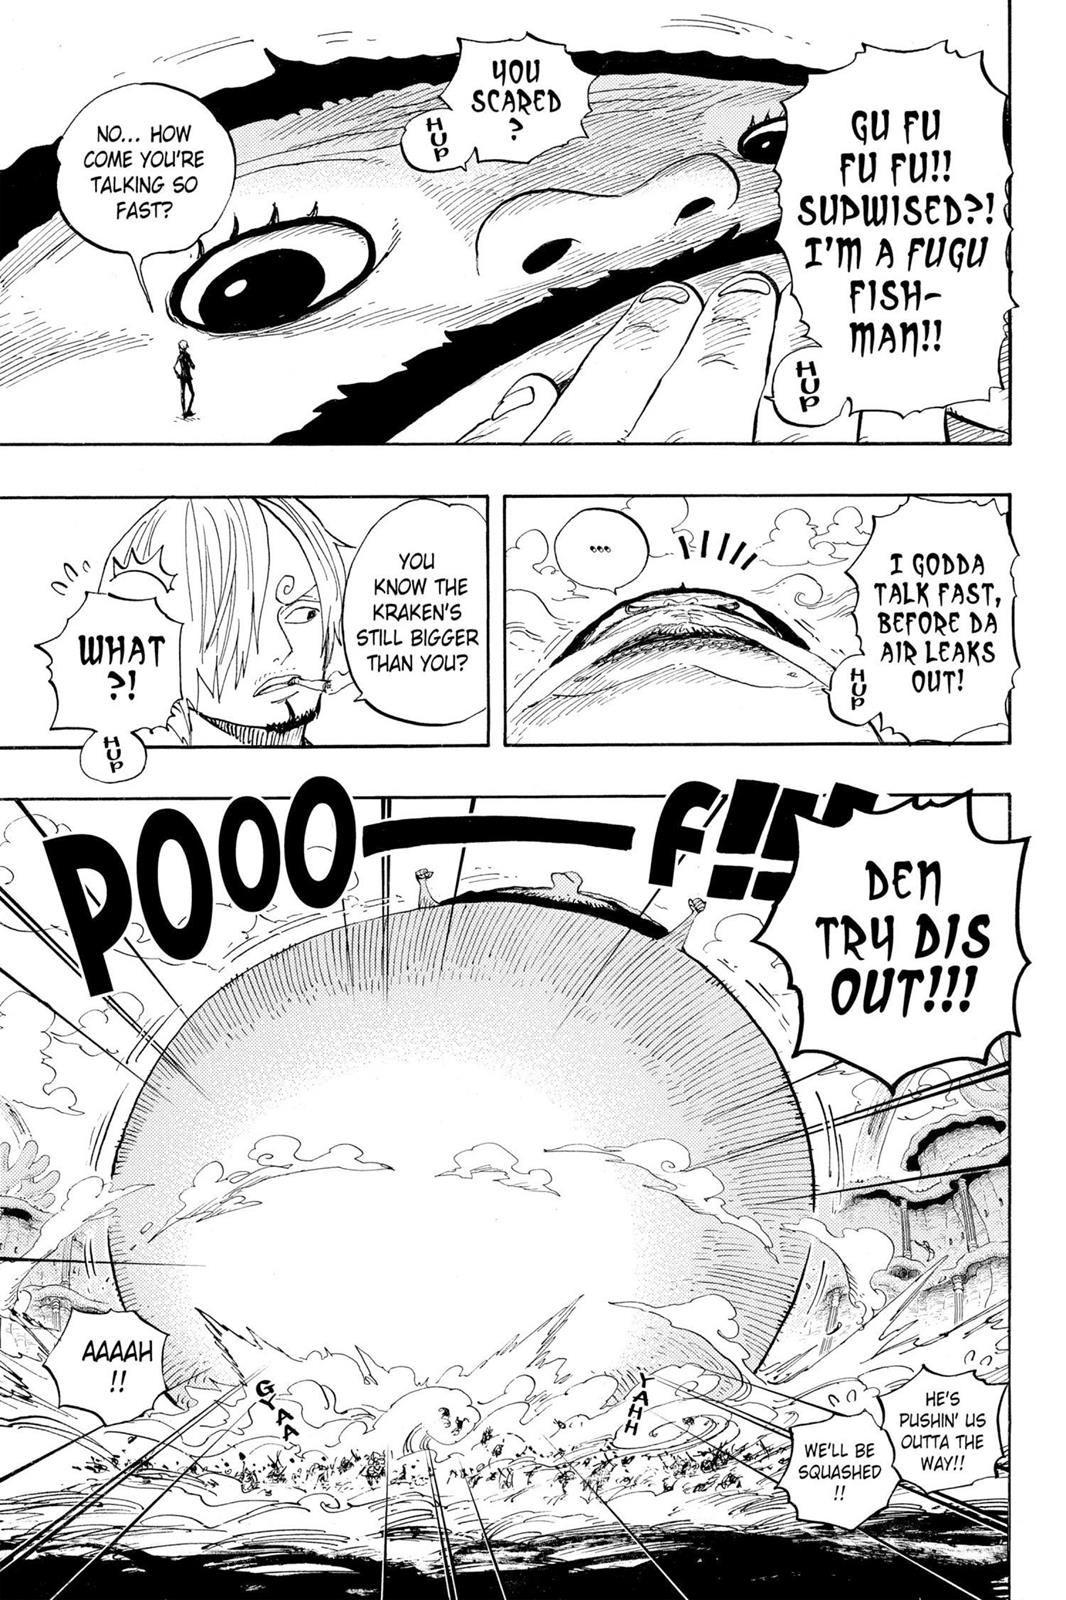 GU FU
FU FU!!
SUPWISED?!
I'M A FUGU
FISH-
MAN!!
HUP
YOU
SCARED
?
HUP
NO... HOW
COME YOU'RE
TALKING SO
FAST?
I GODDA
TALK FAST,
BEFORE DA
AIR LEAKS
OUT!
HUP
...
YOU
KNOW THE
KRAKEN'S
STILL BIGGER
THAN YOU?
WHAT
?!
HUP
DEN
TRY DIS
OUT!!!
POOO—F!!
HE'S
PUSHIN' US
OUTTA THE
WAY!!
WE'LL BE
SQUASHED
!!
YAHH
GYAA
AAAAH
!!